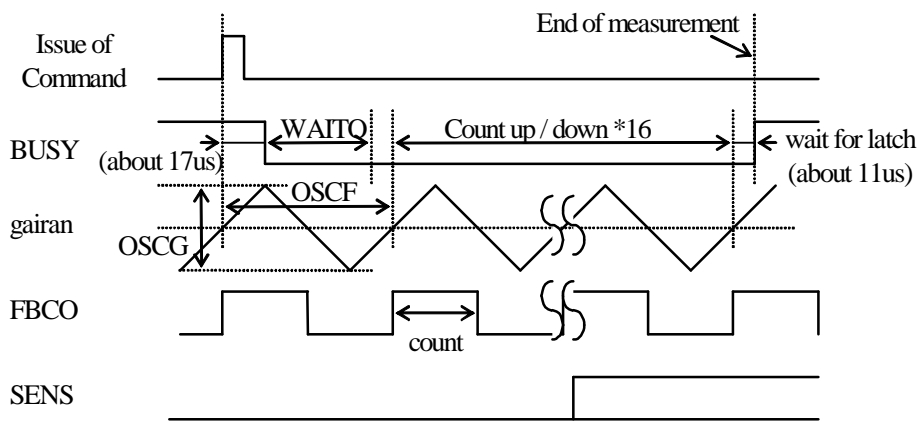 Issue of
Command
End of measurement
BUSY
(about 17us)
WAITQ
Count up / down *16
wait for latch
(about 11us)
gairan
OSCG
OSCF
FBCO
count
SENS